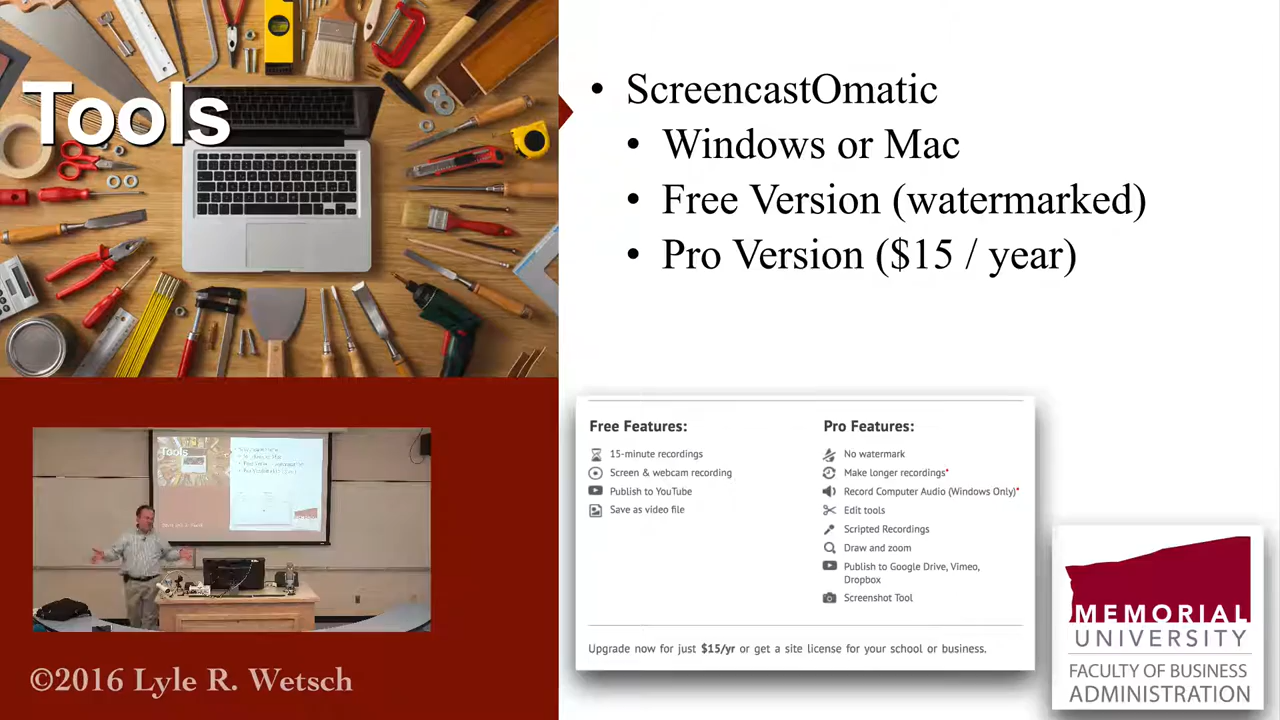 Tools
• ScreencastOmatic
• Windows or Mac
• Free Version (watermarked)
• Pro Version ($15 / year)
Free Features:
15-minute recordings
Screen & webcam recording
Publish to YouTube
Save as video file
Pro Features:
No watermark
Make longer recordings*
Record Computer Audio (Windows Only)*
Edit tools
Scripted Recordings
Draw and zoom
Publish to Google Drive, Vimeo,
Dropbox
Screenshot Tool
Upgrade now for just $15/yr or get a site license for your school or business.
Tools
©2016 Lyle R. Wetsch
MEMORIAL
UNIVERSITY
FACULTY OF BUSINESS
ADMINISTRATION